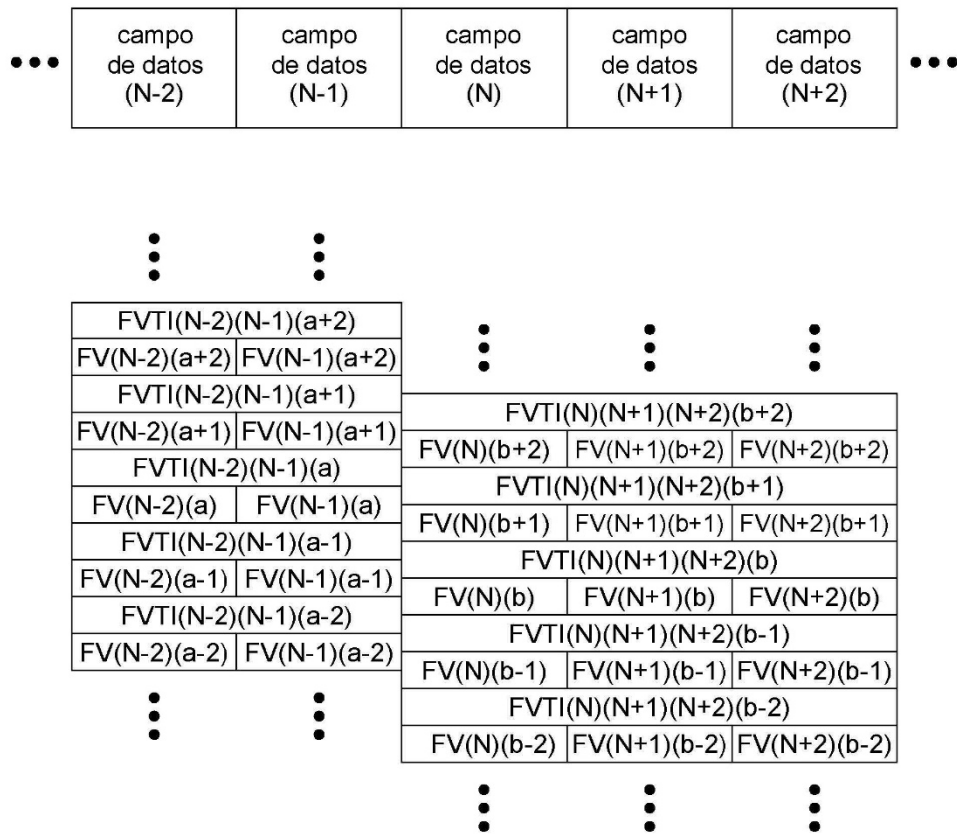 campo de datos (N-2)
campo de datos (N-1)
campo de datos (N)
campo de datos (N+1)
campo de datos (N+2)
FVTI(N-2)(N-1)(a+2)
FV(N-2)(a+2) FV(N-1)(a+2)
FVTI(N-2)(N-1)(a+1)
FV(N-2)(a+1) FV(N-1)(a+1)
FVTI(N-2)(N-1)(a)
FV(N-2)(a) FV(N-1)(a)
FVTI(N-2)(N-1)(a-1)
FV(N-2)(a-1) FV(N-1)(a-1)
FVTI(N-2)(N-1)(a-2)
FV(N-2)(a-2) FV(N-1)(a-2)
FVTI(N)(N+1)(N+2)(b+2)
FV(N)(b+2) FV(N+1)(b+2) FV(N+2)(b+2)
FVTI(N)(N+1)(N+2)(b+1)
FV(N)(b+1) FV(N+1)(b+1) FV(N+2)(b+1)
FVTI(N)(N+1)(N+2)(b)
FV(N)(b) FV(N+1)(b) FV(N+2)(b)
FVTI(N)(N+1)(N+2)(b-1)
FV(N)(b-1) FV(N+1)(b-1) FV(N+2)(b-1)
FVTI(N)(N+1)(N+2)(b-2)
FV(N)(b-2) FV(N+1)(b-2) FV(N+2)(b-2)